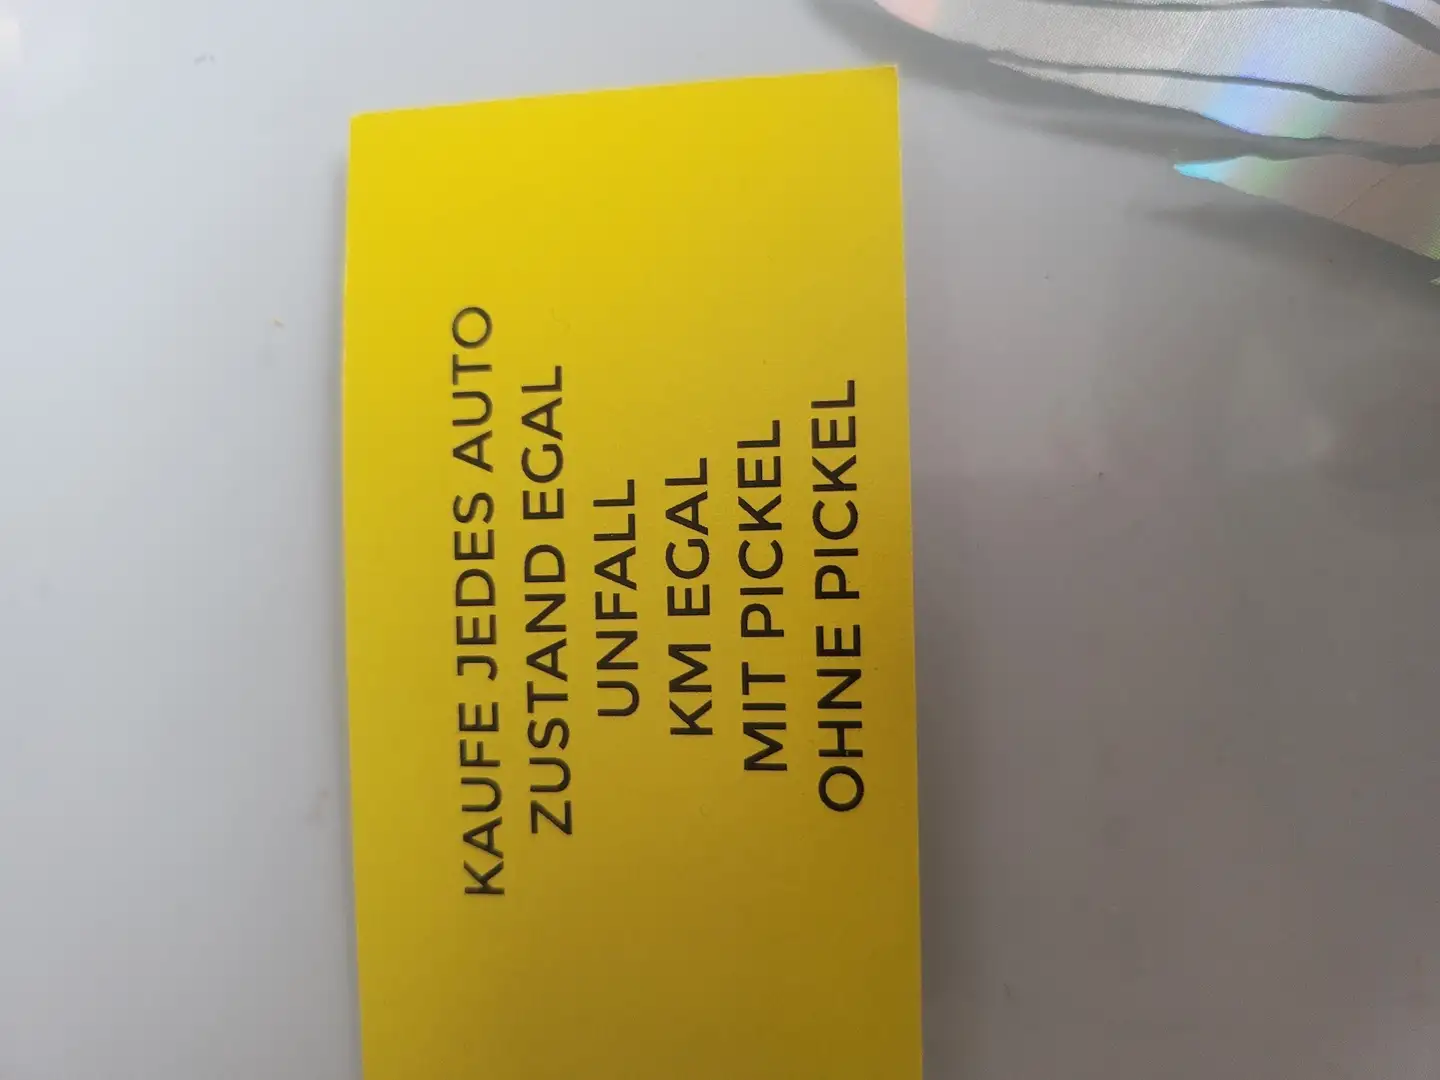 KAUFE JEDES AUTO
ZUSTAND EGAL
UNFALL
KM EGAL
MIT PICKEL
OHNE PICKEL